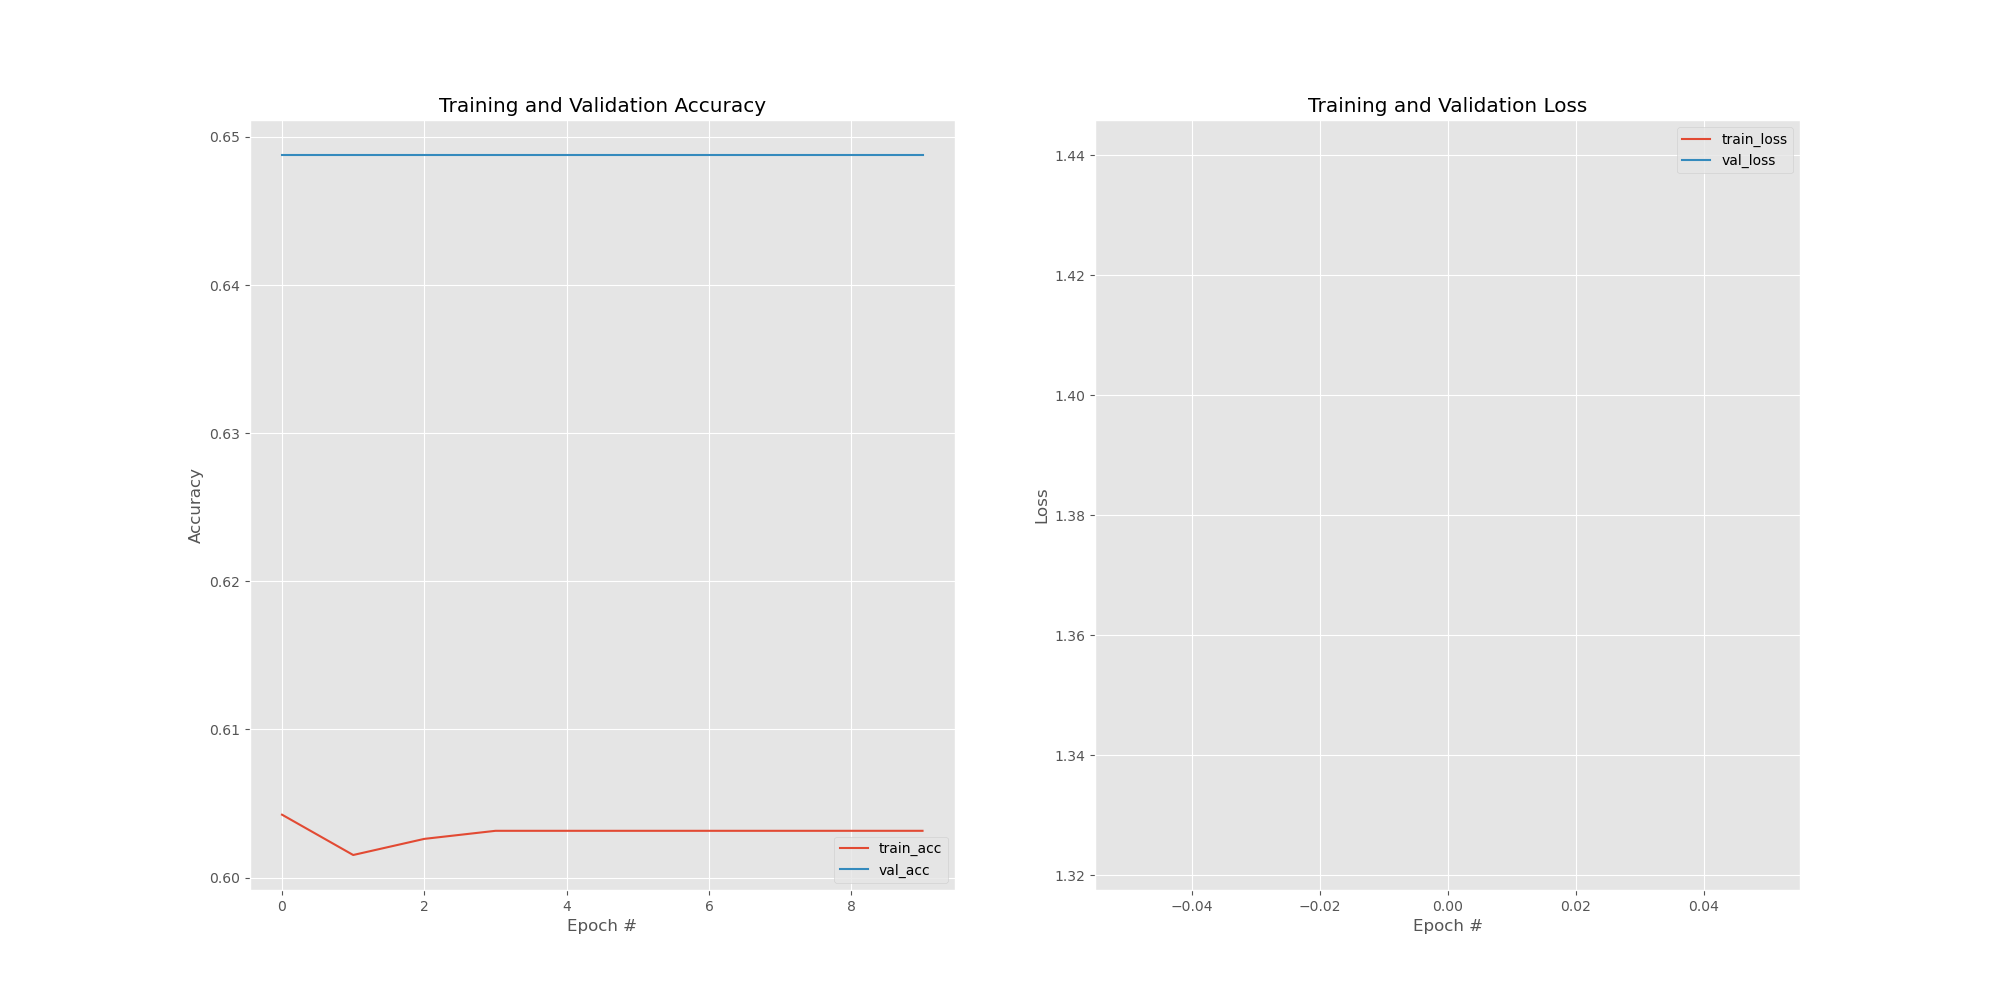 Training and Validation Accuracy
0.65
0.64
0.63
0.62
0.61
0.60
Accuracy
0 2 4 6 8
Epoch #
train_acc
val_acc
Training and Validation Loss
1.44
1.42
1.40
1.38
1.36
1.34
1.32
Loss
−0.04 −0.02 0.00 0.02 0.04
Epoch #
train_loss
val_loss